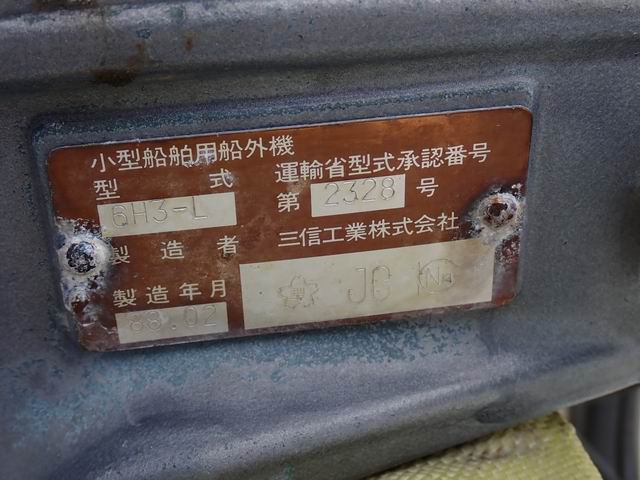 小型船舶用船外機
型式 6H3-L
運輸省型式承認番号
第 2328 号
製造者 三信工業株式会社
製造年月 88.02
JG